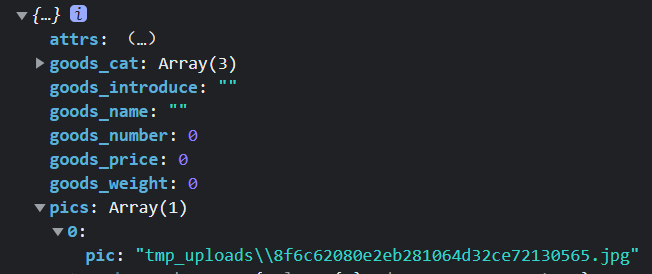 ▼{…} i
attrs: (…)
▶goods_cat: Array(3)
goods_introduce: ""
goods_name: ""
goods_number: 0
goods_price: 0
goods_weight: 0
▼pics: Array(1)
▼0:
pic: "tmp_uploads\\8f6c62080e2eb281064d32ce72130565.jpg"